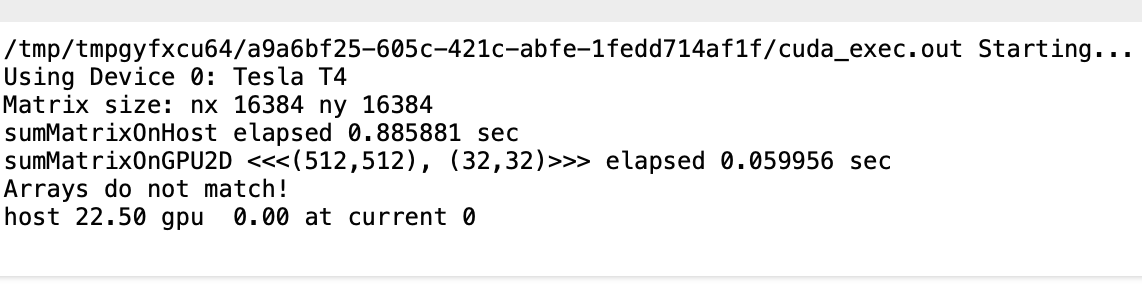 /tmp/tmpgyfxcu64/a9a6bf25-605c-421c-abfe-1fedd714af1f/cuda_exec.out Starting...
Using Device 0: Tesla T4
Matrix size: nx 16384 ny 16384
sumMatrixOnHost elapsed 0.885881 sec
sumMatrixOnGPU2D <<<(512,512), (32,32)>>> elapsed 0.059956 sec
Arrays do not match!
host 22.50 gpu  0.00 at current 0